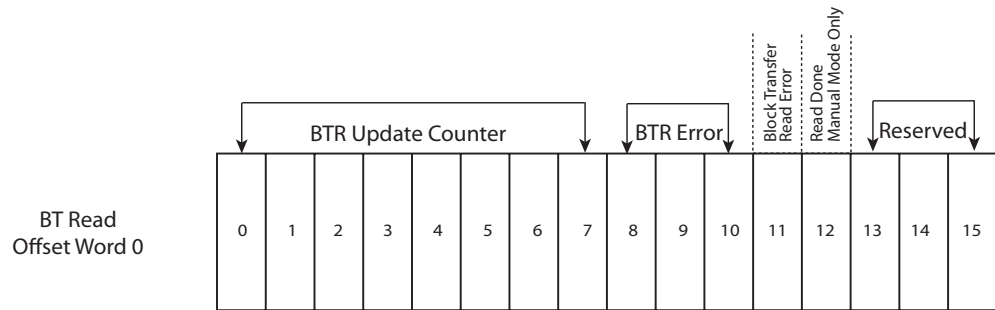 Block Transfer
Read Error
Read Done
Manual Mode Only
BTR Update Counter
BTR Error
Reserved
BT Read
Offset Word 0
0 1 2 3 4 5 6 7 8 9 10 11 12 13 14 15